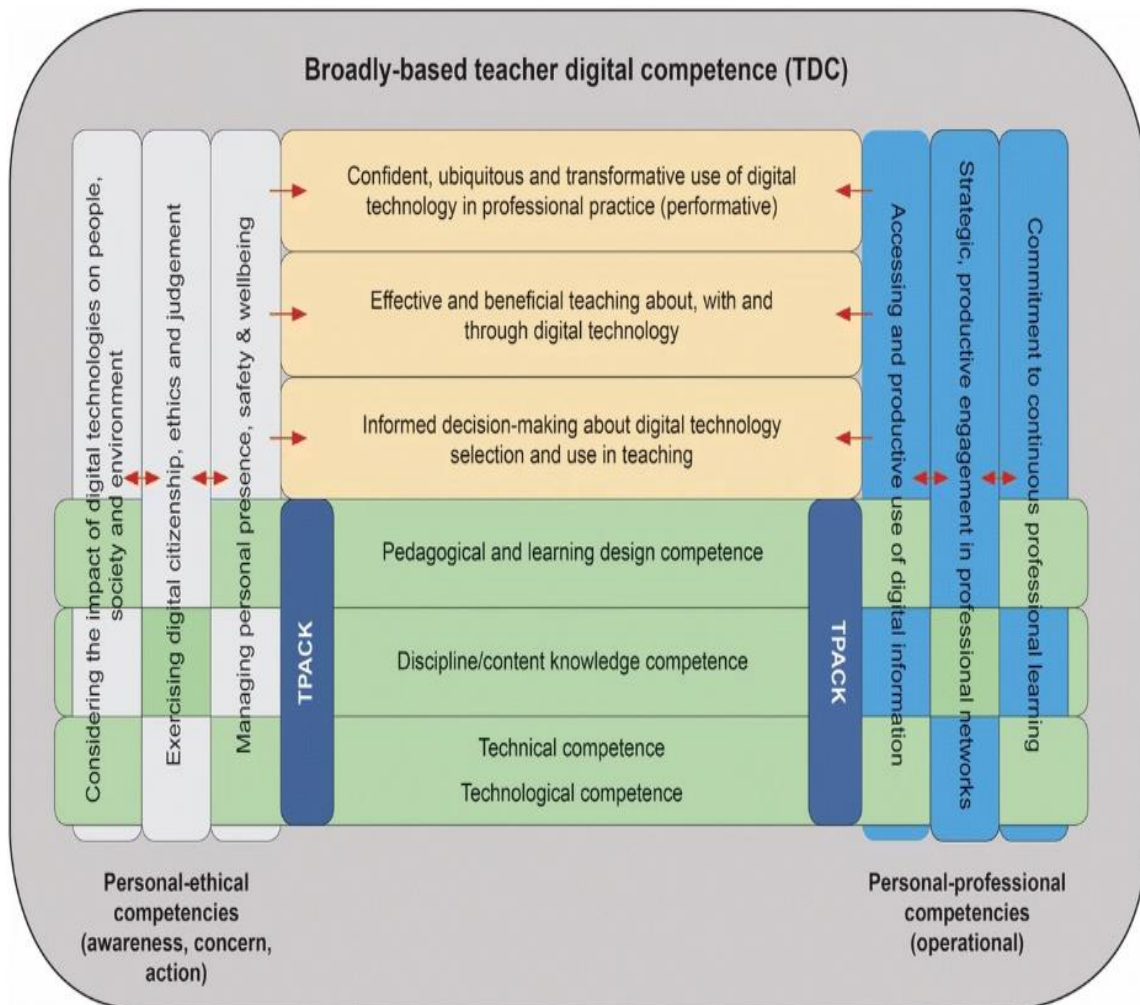 Broadly-based teacher digital competence (TDC)
Considering the impact of digital technologies on people,
society and environment
Exercising digital citizenship, ethics and judgement
Managing personal presence, safety & wellbeing
Confident, ubiquitous and transformative use of digital
technology in professional practice (performative)
Effective and beneficial teaching about, with and
through digital technology
Informed decision-making about digital technology
selection and use in teaching
TPACK
Pedagogical and learning design competence
Discipline/content knowledge competence
Technical competence
Technological competence
TPACK
Accessing and productive use of digital information
Strategic, productive engagement in professional networks
Commitment to continuous professional learning
Personal-ethical
competencies
(awareness, concern,
action)
Personal-professional
competencies
(operational)